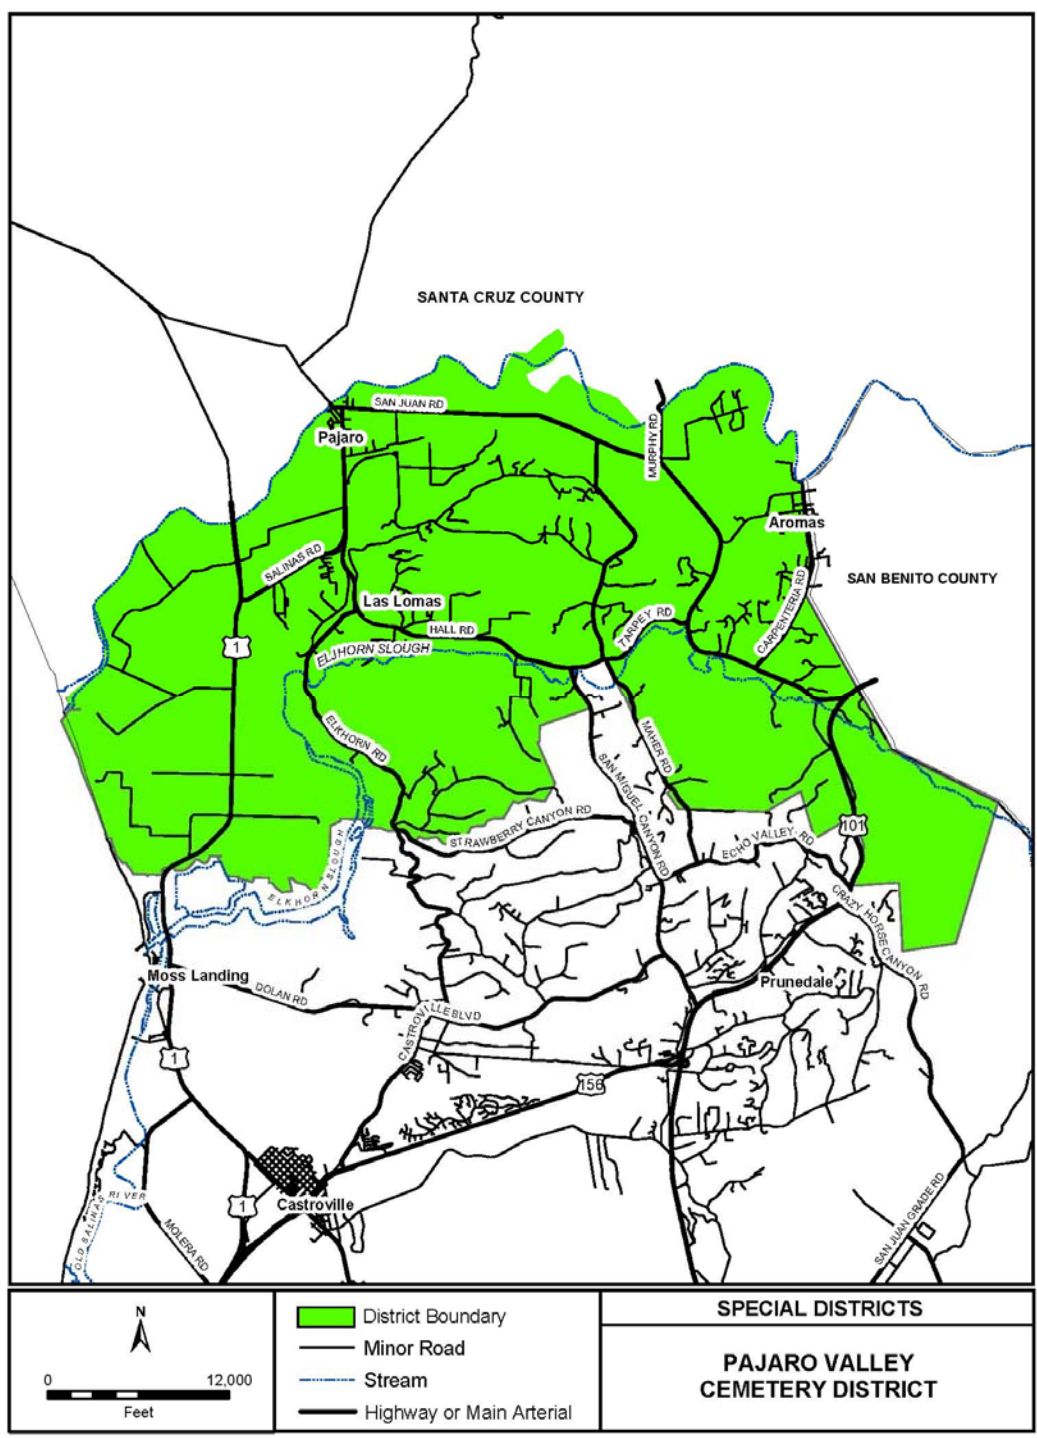 SANTA CRUZ COUNTY
SAN JUAN RD
Pajaro
MURPHY RD
Aromas
SALINAS RD
SAN BENITO COUNTY
CARPENTERIA RD
Las Lomas
HALL RD
TARPEY RD
ELJHORN SLOUGH
1
ELKHORN RD
MAHER RD
SAN MIGUEL CANYON RD
STRAWBERRY CANYON RD
101
ECHO VALLEY RD
ELKHORN SLOUGH
CRAZY HORSE CANYON RD
Moss Landing
DOLAN RD
Prunedale
CASTROVILLE BLVD
1
156
OLD SALINAS RIVER
1
Castroville
MOLERA RD
SAN JUAN GRADE RD
N
0 12,000
Feet
District Boundary
Minor Road
Stream
Highway or Main Arterial
SPECIAL DISTRICTS
PAJARO VALLEY
CEMETERY DISTRICT